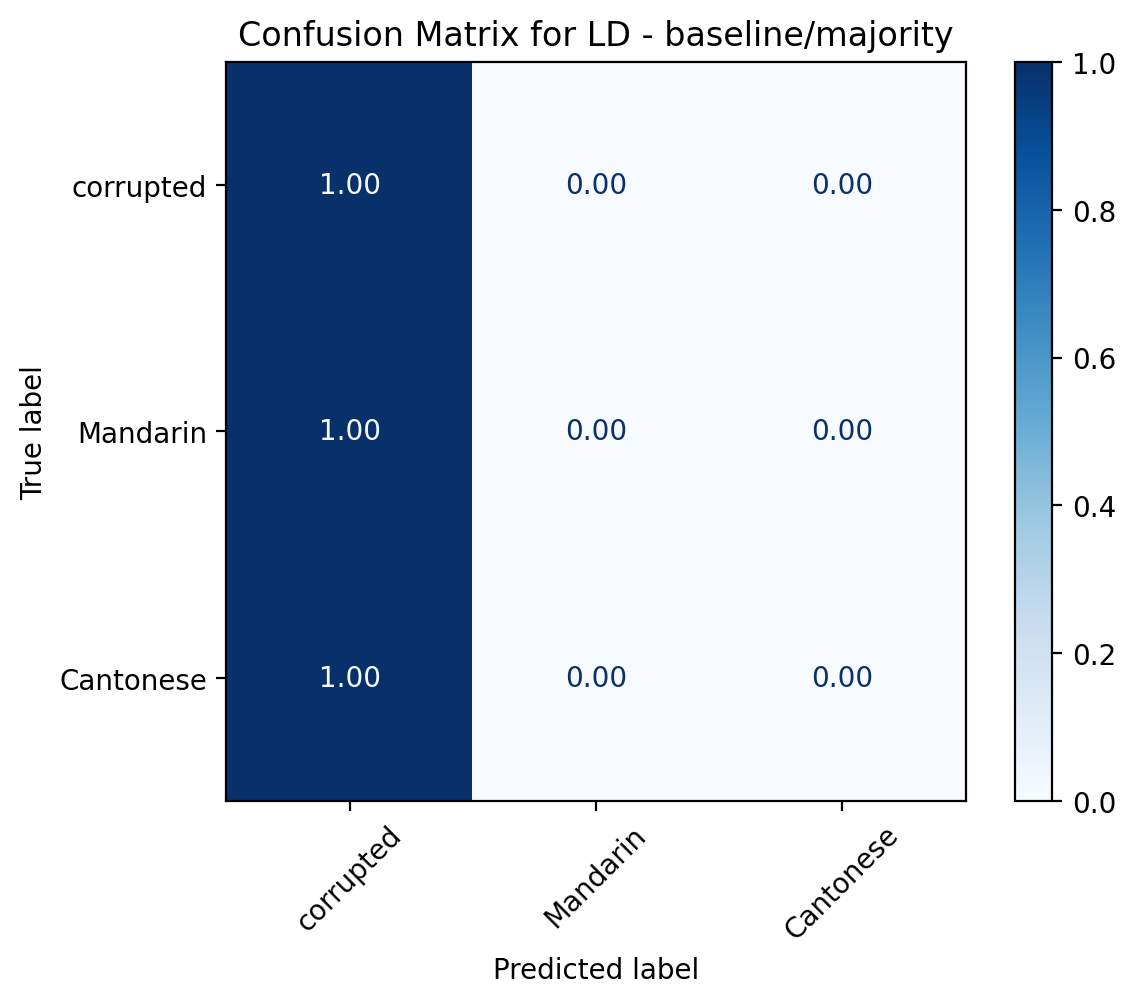 Confusion Matrix for LD - baseline/majority
True label
corrupted 1.00 0.00 0.00
Mandarin 1.00 0.00 0.00
Cantonese 1.00 0.00 0.00
corrupted Mandarin Cantonese
Predicted label
1.0
0.8
0.6
0.4
0.2
0.0